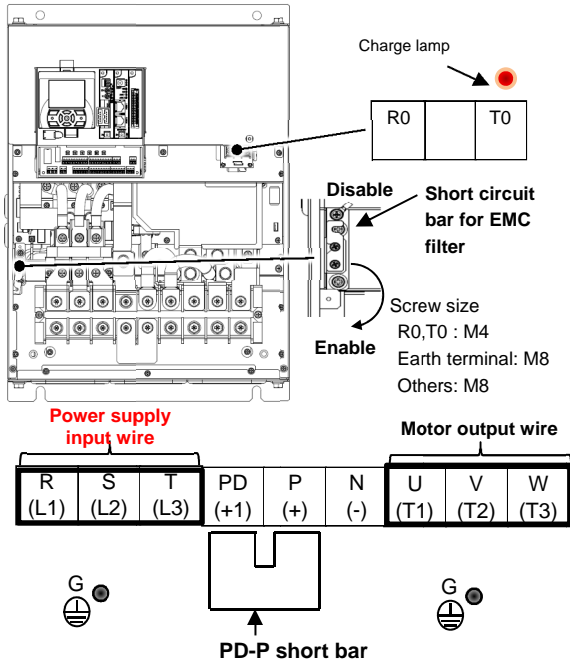 Charge lamp
R0 T0
Disable
Short circuit
bar for EMC
filter
Enable
Screw size
R0,T0 : M4
Earth terminal: M8
Others: M8
Power supply
input wire
Motor output wire
R S T PD P N U V W
(L1) (L2) (L3) (+1) (+) (-) (T1) (T2) (T3)
G G
PD-P short bar